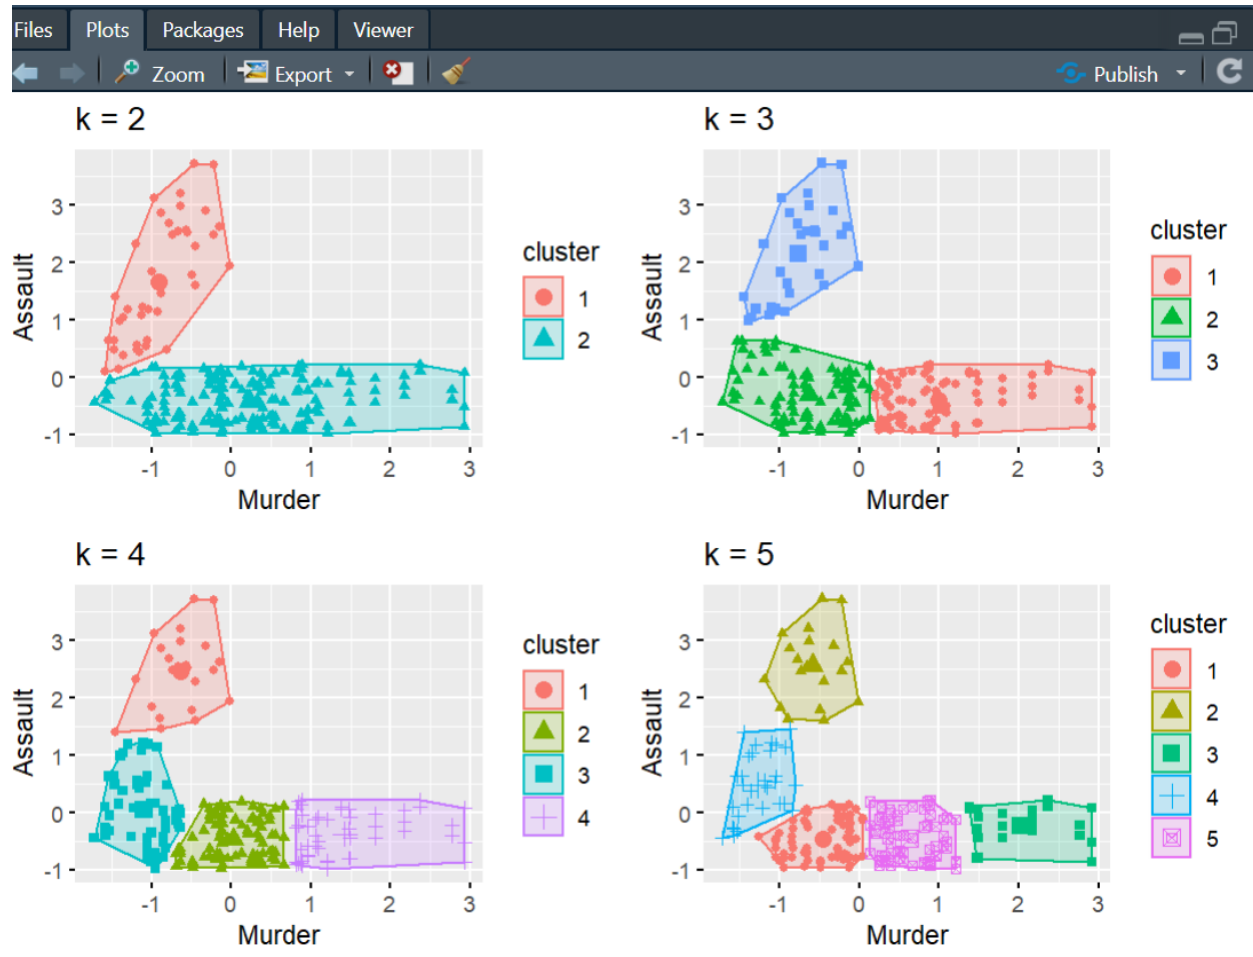 Files Plots Packages Help Viewer
Zoom Export Publish
k = 2
3
2
1
0
-1
Assault
-1 0 1 2 3
Murder
cluster
1
2
k = 3
3
2
1
0
-1
Assault
-1 0 1 2 3
Murder
cluster
1
2
3
k = 4
3
2
1
0
-1
Assault
-1 0 1 2 3
Murder
cluster
1
2
3
4
k = 5
3
2
1
0
-1
Assault
-1 0 1 2 3
Murder
cluster
1
2
3
4
5